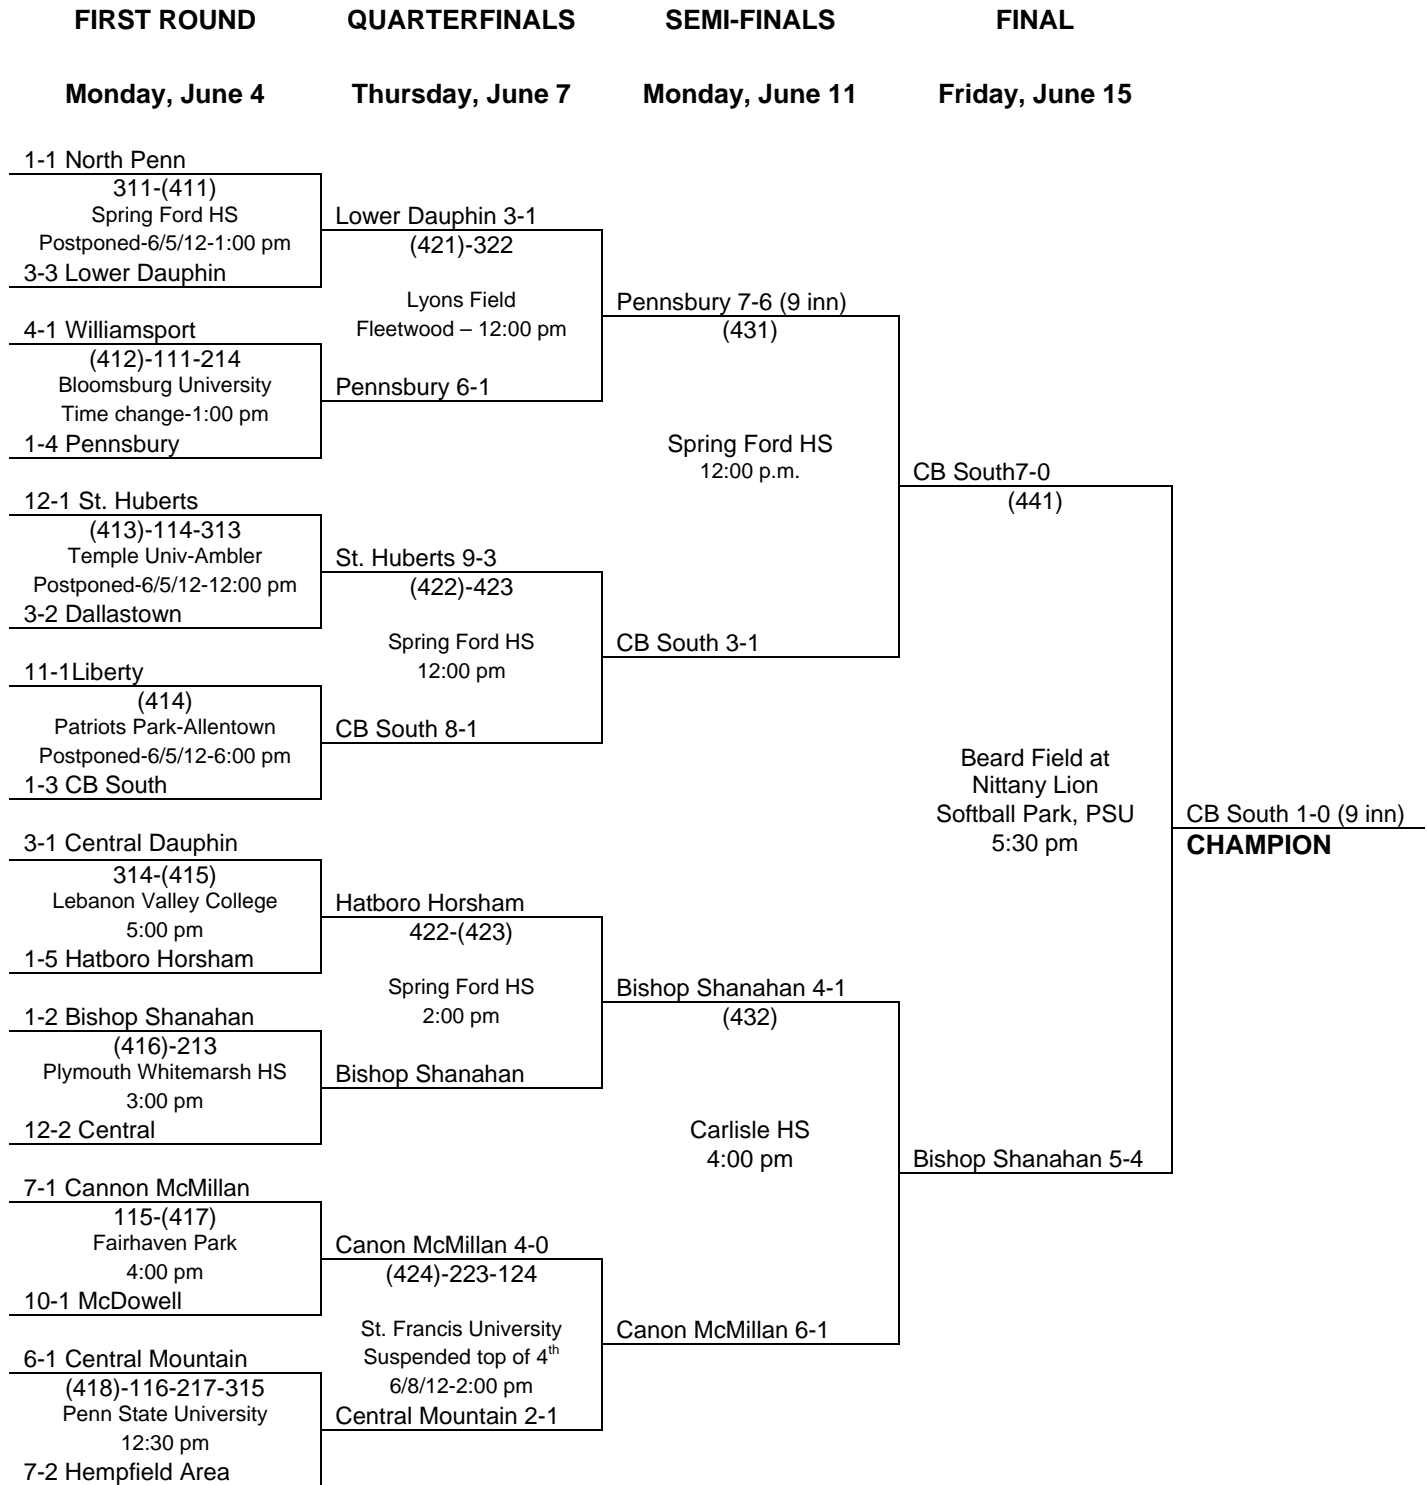 FIRST ROUND
QUARTERFINALS
SEMI-FINALS
FINAL
Monday, June 4
Thursday, June 7
Monday, June 11
Friday, June 15
1-1 North Penn
311-(411)
Spring Ford HS
Postponed-6/5/12-1:00 pm
3-3 Lower Dauphin
4-1 Williamsport
(412)-111-214
Bloomsburg University
Time change-1:00 pm
1-4 Pennsbury
12-1 St. Huberts
(413)-114-313
Temple Univ-Ambler
Postponed-6/5/12-12:00 pm
3-2 Dallastown
11-1Liberty
(414)
Patriots Park-Allentown
Postponed-6/5/12-6:00 pm
1-3 CB South
3-1 Central Dauphin
314-(415)
Lebanon Valley College
5:00 pm
1-5 Hatboro Horsham
1-2 Bishop Shanahan
(416)-213
Plymouth Whitemarsh HS
3:00 pm
12-2 Central
7-1 Cannon McMillan
115-(417)
Fairhaven Park
4:00 pm
10-1 McDowell
6-1 Central Mountain
(418)-116-217-315
Penn State University
12:30 pm
7-2 Hempfield Area
Lower Dauphin 3-1
(421)-322
Lyons Field
Fleetwood – 12:00 pm
Pennsbury 6-1
St. Huberts 9-3
(422)-423
Spring Ford HS
12:00 pm
CB South 8-1
Hatboro Horsham
422-(423)
Spring Ford HS
2:00 pm
Bishop Shanahan
Canon McMillan 4-0
(424)-223-124
St. Francis University
Suspended top of 4th
6/8/12-2:00 pm
Central Mountain 2-1
Pennsbury 7-6 (9 inn)
(431)
Spring Ford HS
12:00 p.m.
CB South 3-1
Bishop Shanahan 4-1
(432)
Carlisle HS
4:00 pm
Canon McMillan 6-1
CB South7-0
(441)
Beard Field at
Nittany Lion
Softball Park, PSU
5:30 pm
Bishop Shanahan 5-4
CB South 1-0 (9 inn)
CHAMPION